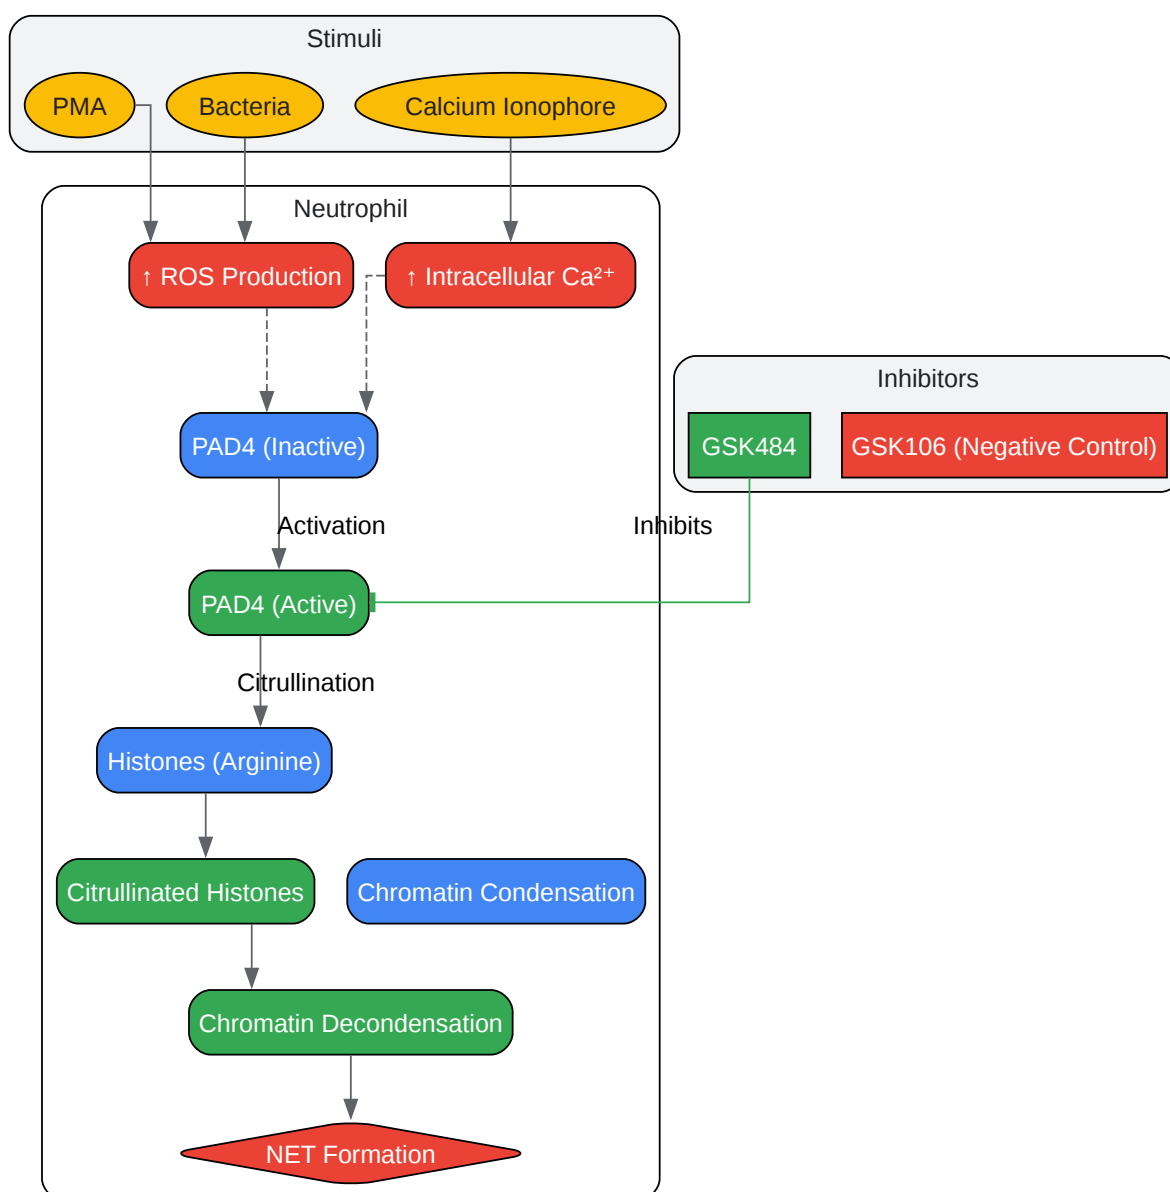 Stimuli
PMA
Bacteria
Calcium Ionophore
Neutrophil
↑ ROS Production
↑ Intracellular Ca²⁺
Inhibitors
GSK484
GSK106 (Negative Control)
PAD4 (Inactive)
Activation
Inhibits
PAD4 (Active)
Citrullination
Histones (Arginine)
Citrullinated Histones
Chromatin Condensation
Chromatin Decondensation
NET Formation